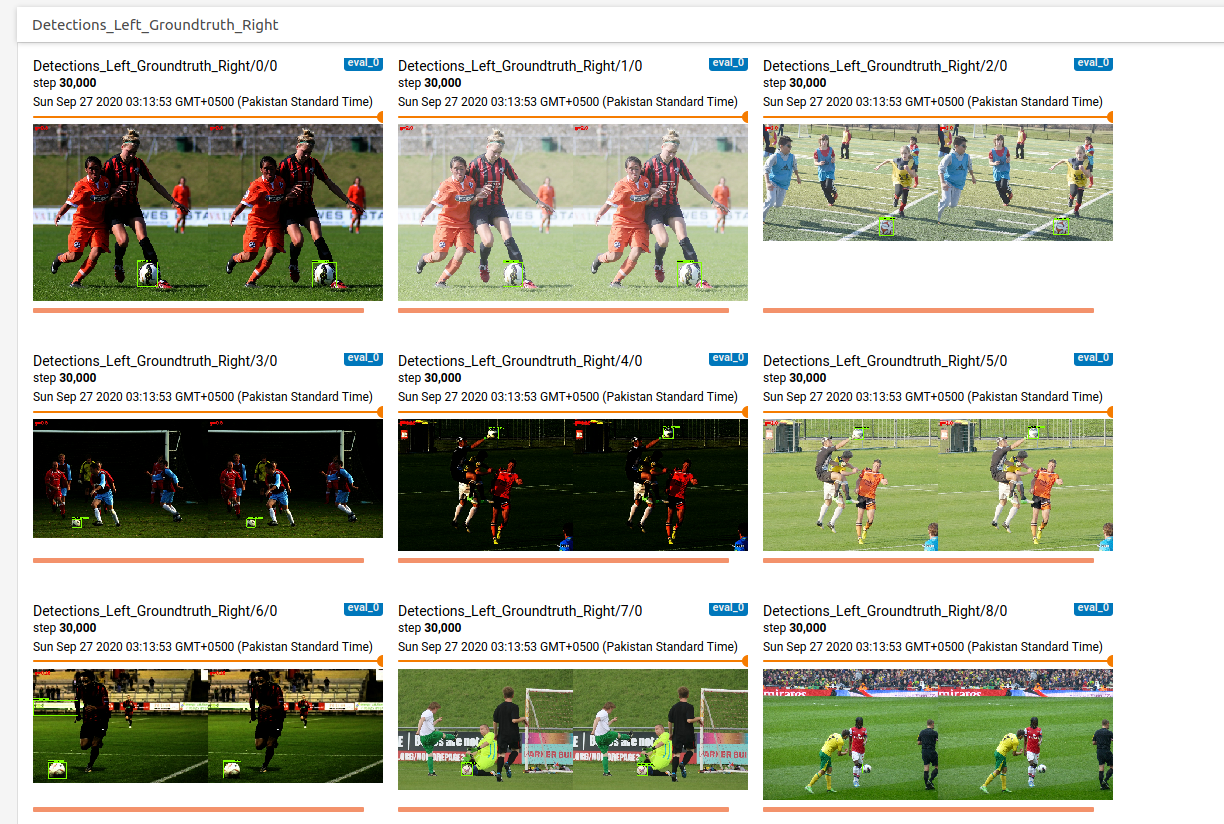 Detections_Left_Groundtruth_Right
Detections_Left_Groundtruth_Right/0/0 eval_0
step 30,000
Sun Sep 27 2020 03:13:53 GMT+0500 (Pakistan Standard Time)
Detections_Left_Groundtruth_Right/1/0 eval_0
step 30,000
Sun Sep 27 2020 03:13:53 GMT+0500 (Pakistan Standard Time)
Detections_Left_Groundtruth_Right/2/0 eval_0
step 30,000
Sun Sep 27 2020 03:13:53 GMT+0500 (Pakistan Standard Time)
Detections_Left_Groundtruth_Right/3/0 eval_0
step 30,000
Sun Sep 27 2020 03:13:53 GMT+0500 (Pakistan Standard Time)
Detections_Left_Groundtruth_Right/4/0 eval_0
step 30,000
Sun Sep 27 2020 03:13:53 GMT+0500 (Pakistan Standard Time)
Detections_Left_Groundtruth_Right/5/0 eval_0
step 30,000
Sun Sep 27 2020 03:13:53 GMT+0500 (Pakistan Standard Time)
Detections_Left_Groundtruth_Right/6/0 eval_0
step 30,000
Sun Sep 27 2020 03:13:53 GMT+0500 (Pakistan Standard Time)
Detections_Left_Groundtruth_Right/7/0 eval_0
step 30,000
Sun Sep 27 2020 03:13:53 GMT+0500 (Pakistan Standard Time)
Detections_Left_Groundtruth_Right/8/0 eval_0
step 30,000
Sun Sep 27 2020 03:13:53 GMT+0500 (Pakistan Standard Time)